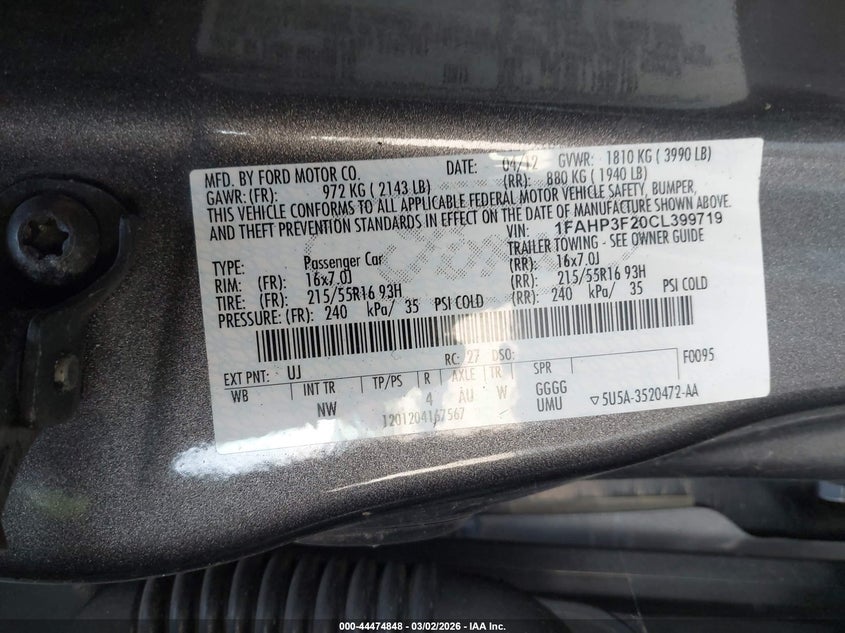 MFD. BY FORD MOTOR CO. DATE: 04/12 GVWR: 1810 KG ( 3990 LB)
GAWR: (FR): 972 KG ( 2143 LB) (RR): 880 KG ( 1940 LB)
THIS VEHICLE CONFORMS TO ALL APPLICABLE FEDERAL MOTOR VEHICLE SAFETY, BUMPER,
AND THEFT PREVENTION STANDARDS IN EFFECT ON THE DATE OF MANUFACTURE SHOWN ABOVE.
VIN: 1FAHP3F20CL399719
TYPE: Passenger Car TRAILER TOWING - SEE OWNER GUIDE
RIM: (FR): 16x7.0J (RR): 16x7.0J
TIRE: (FR): 215/55R16 93H (RR): 215/55R16 93H
PRESSURE: (FR): 240 kPa/ 35 PSI COLD (RR): 240 kPa/ 35 PSI COLD
EXT PNT: UJ RC: 27 DSO: F0095
WB INT TR TP/PS R AXLE TR SPR
NW 4 AU W GGGG
UMU
1201204167567 5U5A-3520472-AA
000-44474848 | 03/02/2026 - IAA Inc.